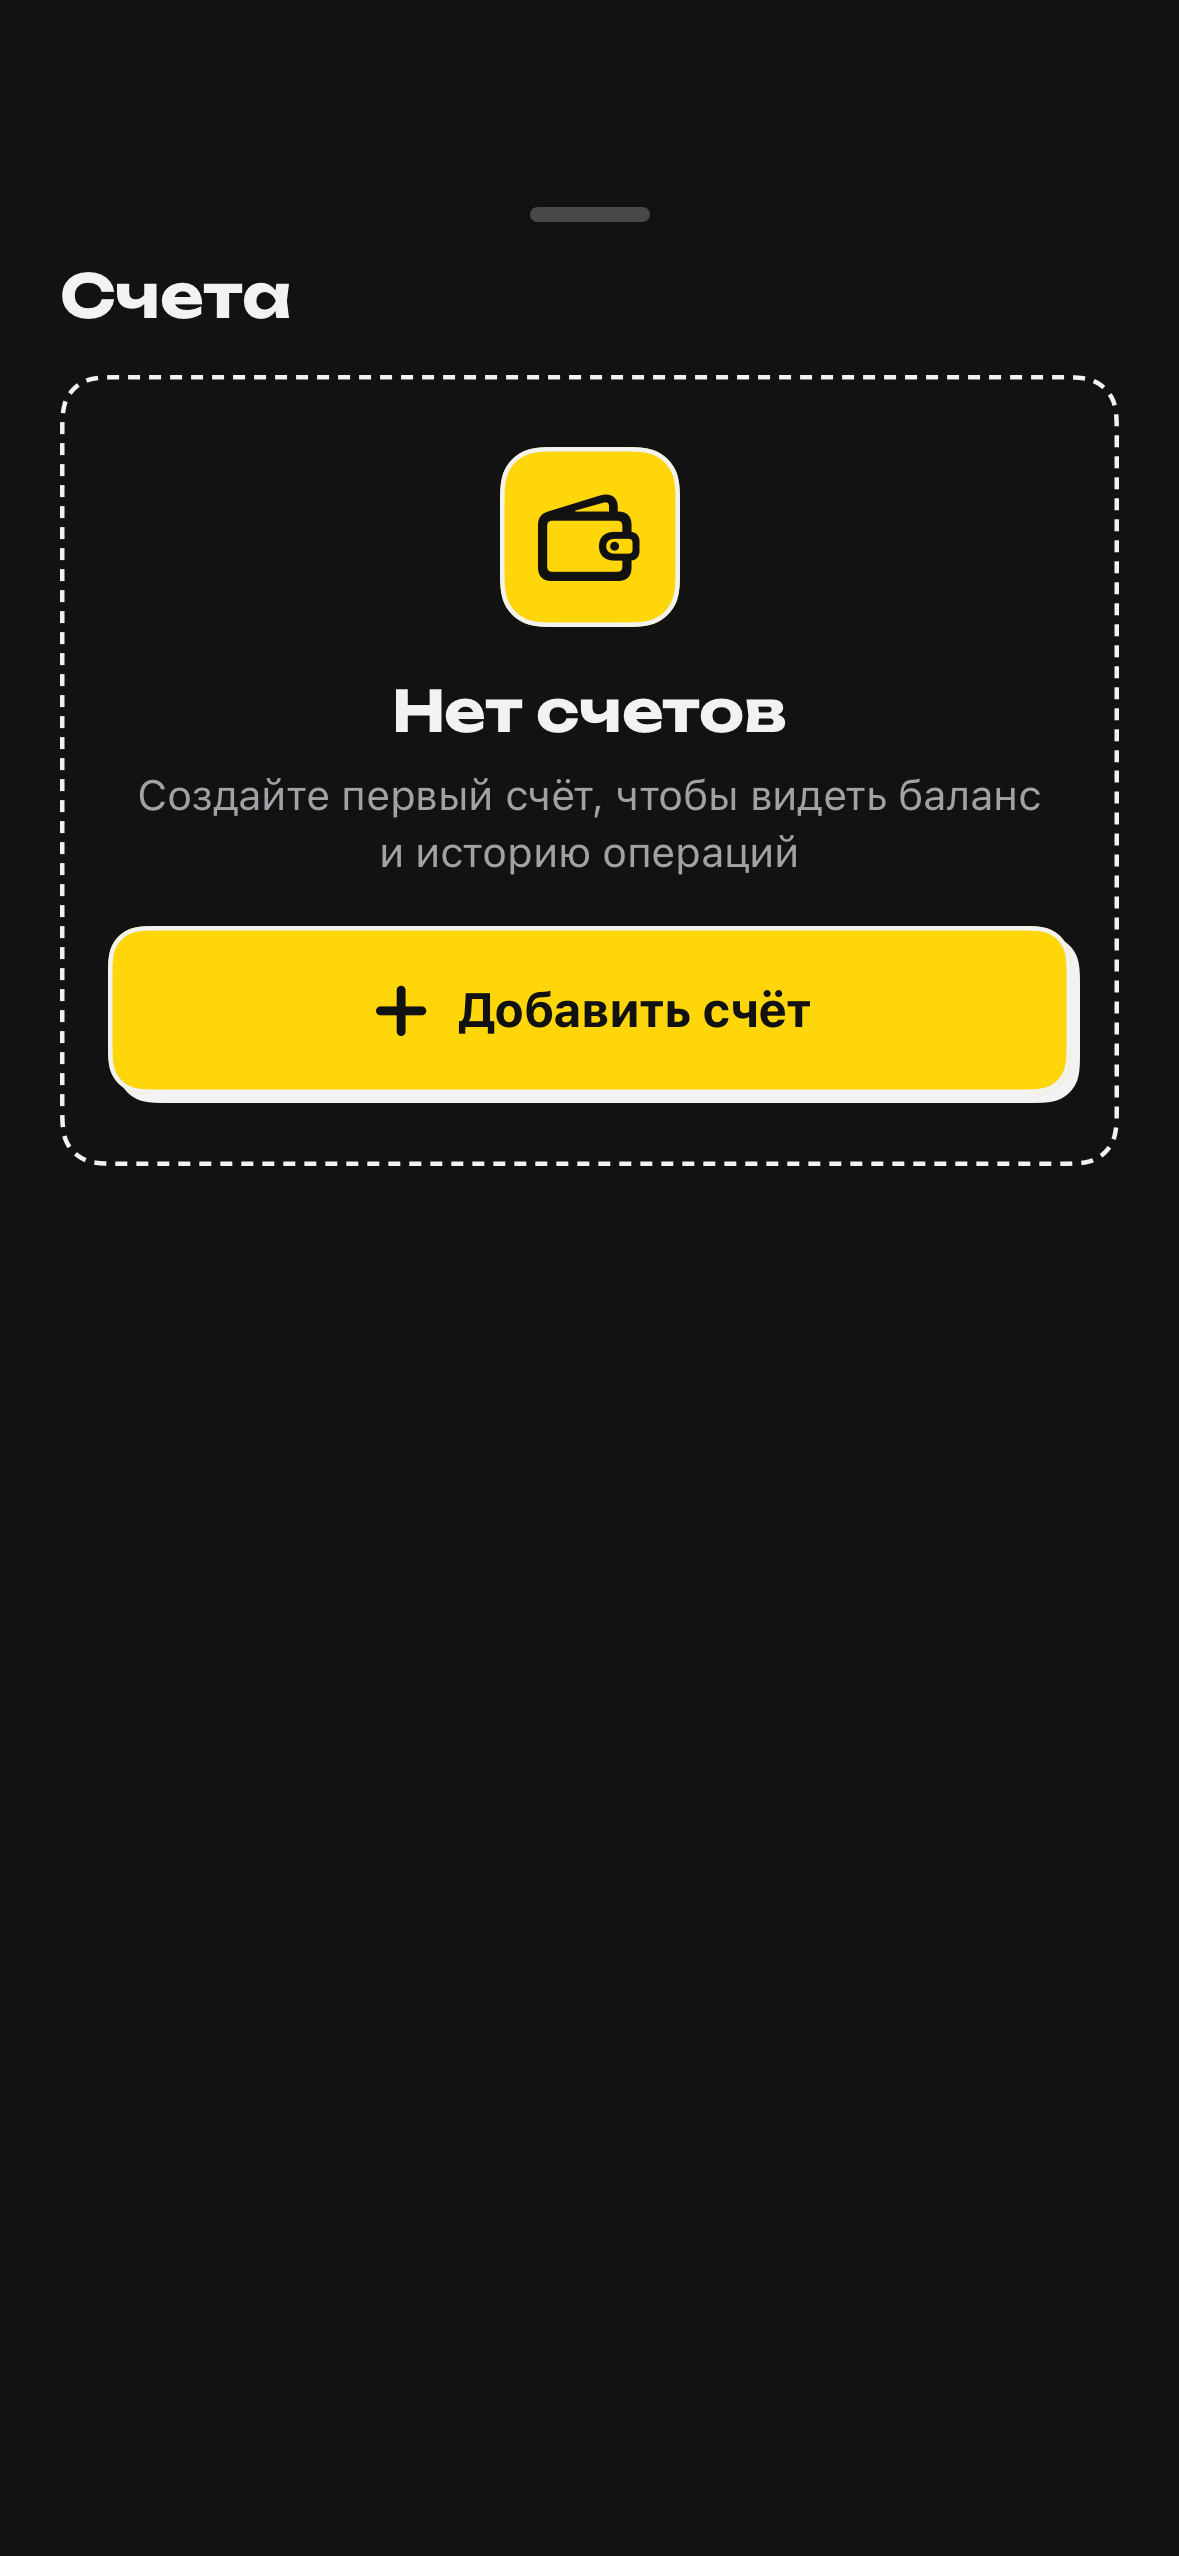 Счета
Нет счетов
Создайте первый счёт, чтобы видеть баланс
и историю операций
Добавить счёт